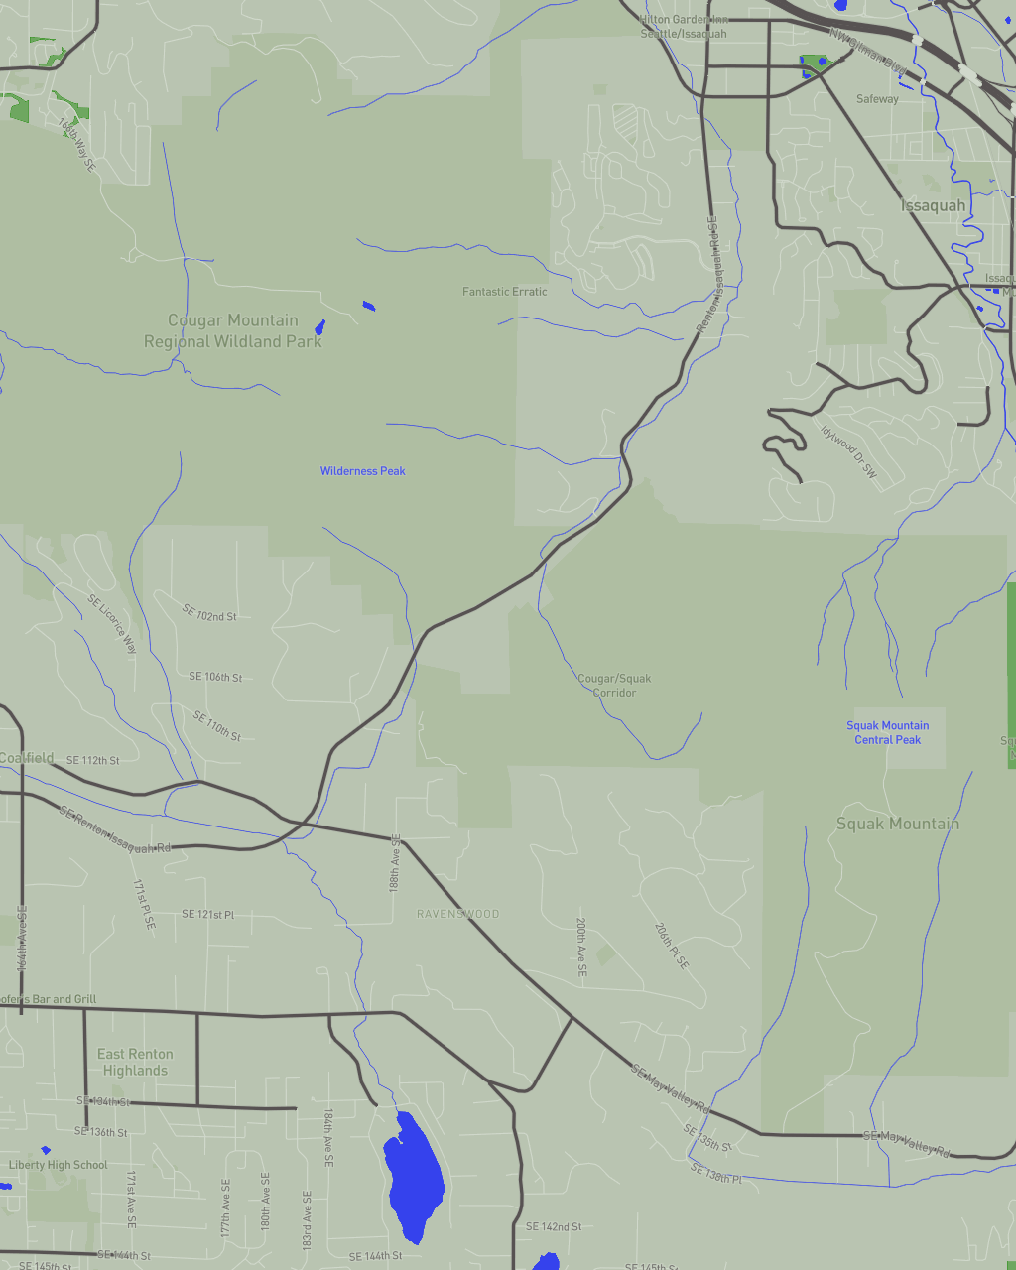 Hilton Garden Inn
Seattle/Issaquah
NW Gilman Blvd
Safeway
166th Way SE
Issaquah
Renton Issaquah Rd SE
Fantastic Erratic
Cougar Mountain
Regional Wildland Park
Idylwood Dr SW
Wilderness Peak
SE Licorice Way
SE 102nd St
SE 106th St
SE 110th St
Cougar/Squak
Corridor
Squak Mountain
Central Peak
Coalfield
SE 112th St
SE Renton Issaquah Rd
Squak Mountain
188th Ave SE
171st Pl SE
SE 121st Pl
RAVENSWOOD
200th Ave SE
206th Pl SE
164th Ave SE
ofer's Bar and Grill
East Renton
Highlands
SE May Valley Rd
SE 134th St
SE 136th St
184th Ave SE
SE 135th St
SE May Valley Rd
Liberty High School
SE 138th Pl
171st Ave SE
177th Ave SE
180th Ave SE
183rd Ave SE
SE 142nd St
SE 144th St
SE 144th St
SE 145th St
SE 145th St